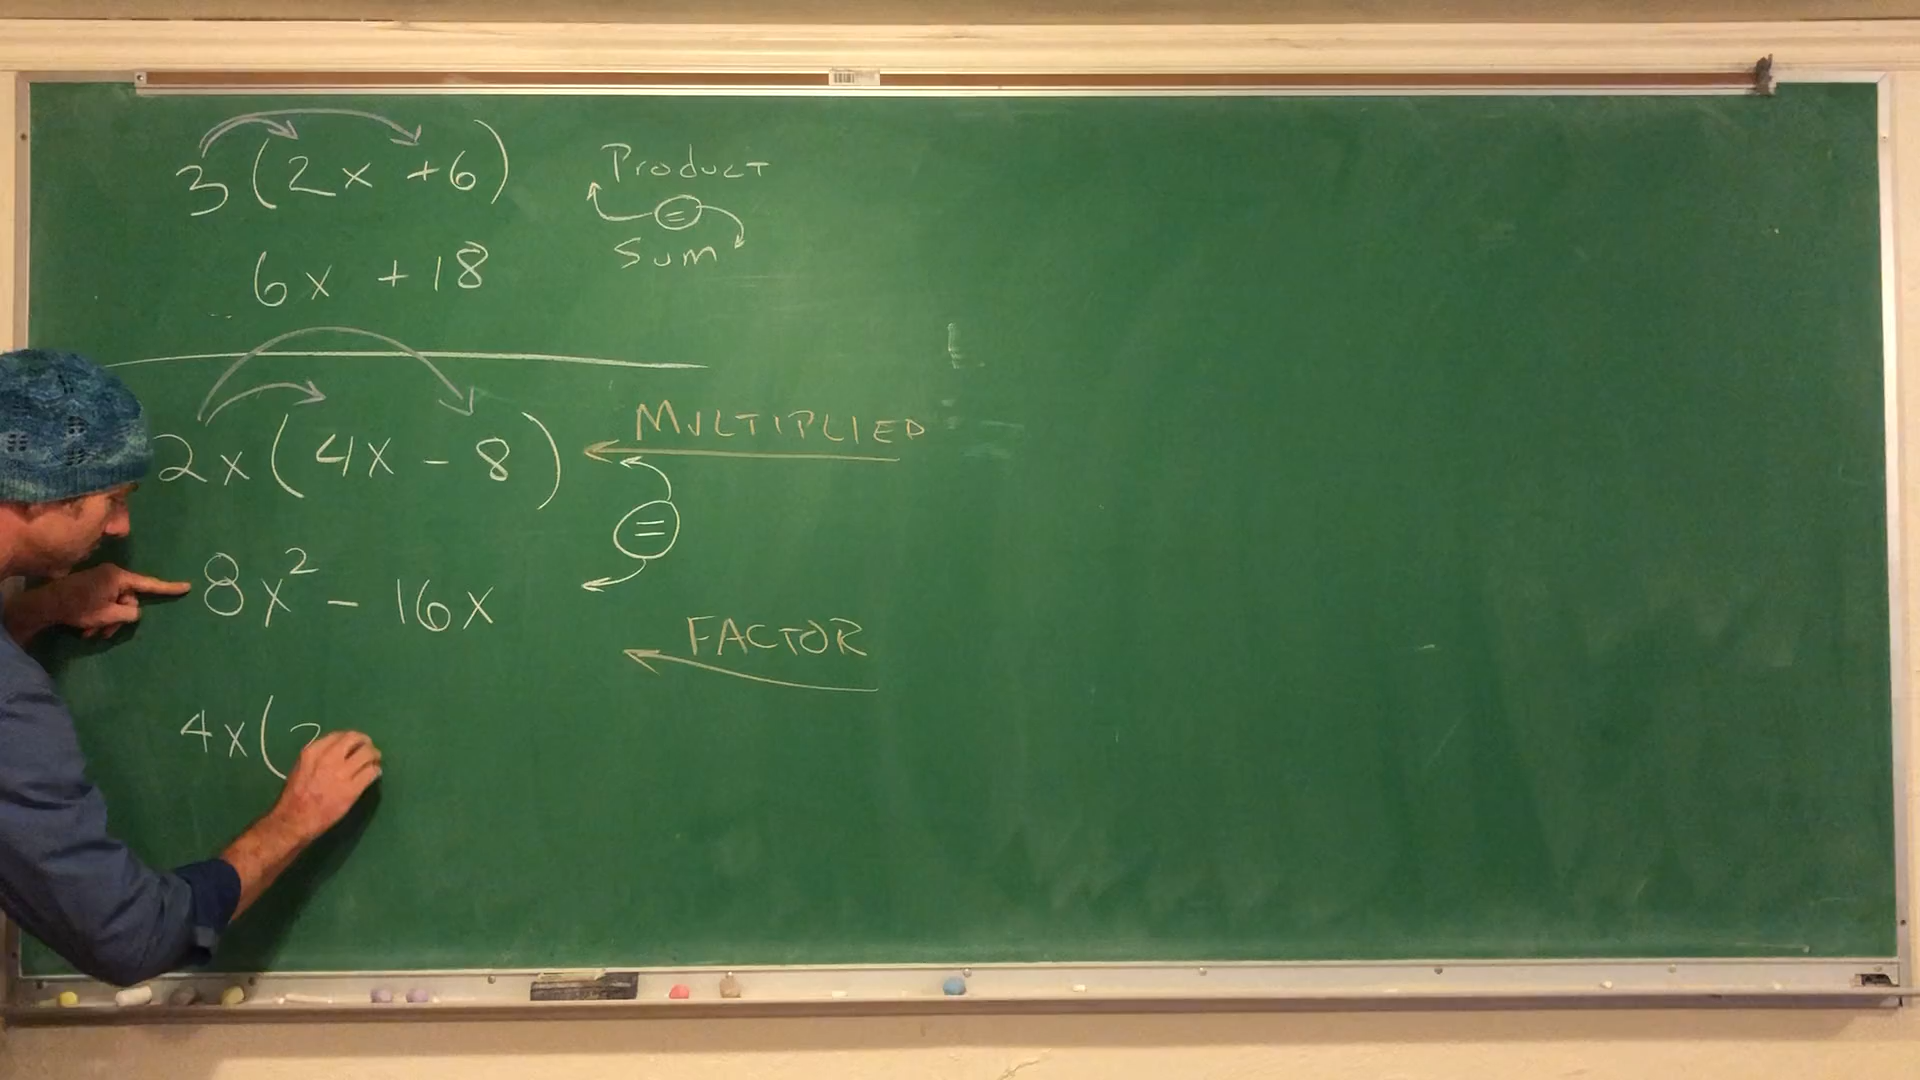 3(2x +6)
Product
=
Sum
6x +18
2x(4x - 8)
MULTIPLIED
=
8x² - 16x
FACTOR
4x(2